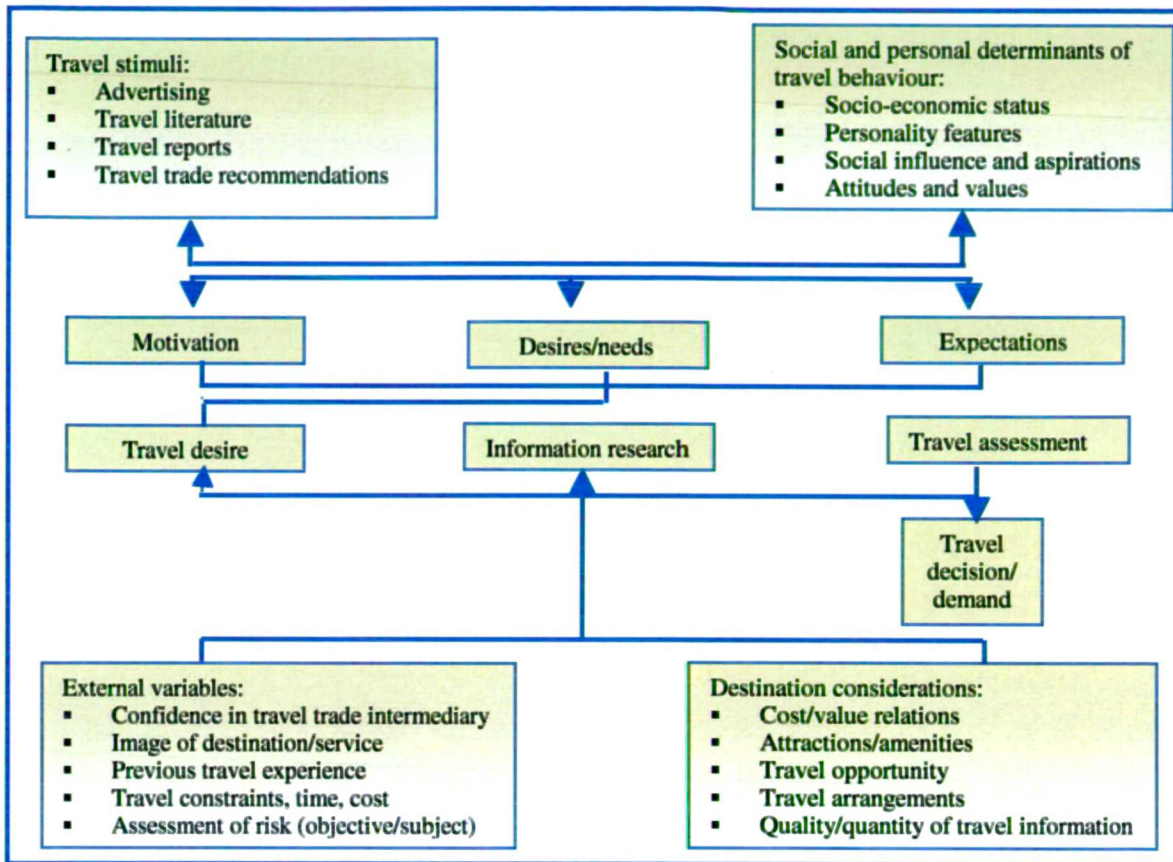 Travel stimuli:
▪ Advertising
▪ Travel literature
▪ Travel reports
▪ Travel trade recommendations
Social and personal determinants of
travel behaviour:
▪ Socio-economic status
▪ Personality features
▪ Social influence and aspirations
▪ Attitudes and values
Motivation
Desires/needs
Expectations
Travel desire
Information research
Travel assessment
Travel
decision/
demand
External variables:
▪ Confidence in travel trade intermediary
▪ Image of destination/service
▪ Previous travel experience
▪ Travel constraints, time, cost
▪ Assessment of risk (objective/subject)
Destination considerations:
▪ Cost/value relations
▪ Attractions/amenities
▪ Travel opportunity
▪ Travel arrangements
▪ Quality/quantity of travel information